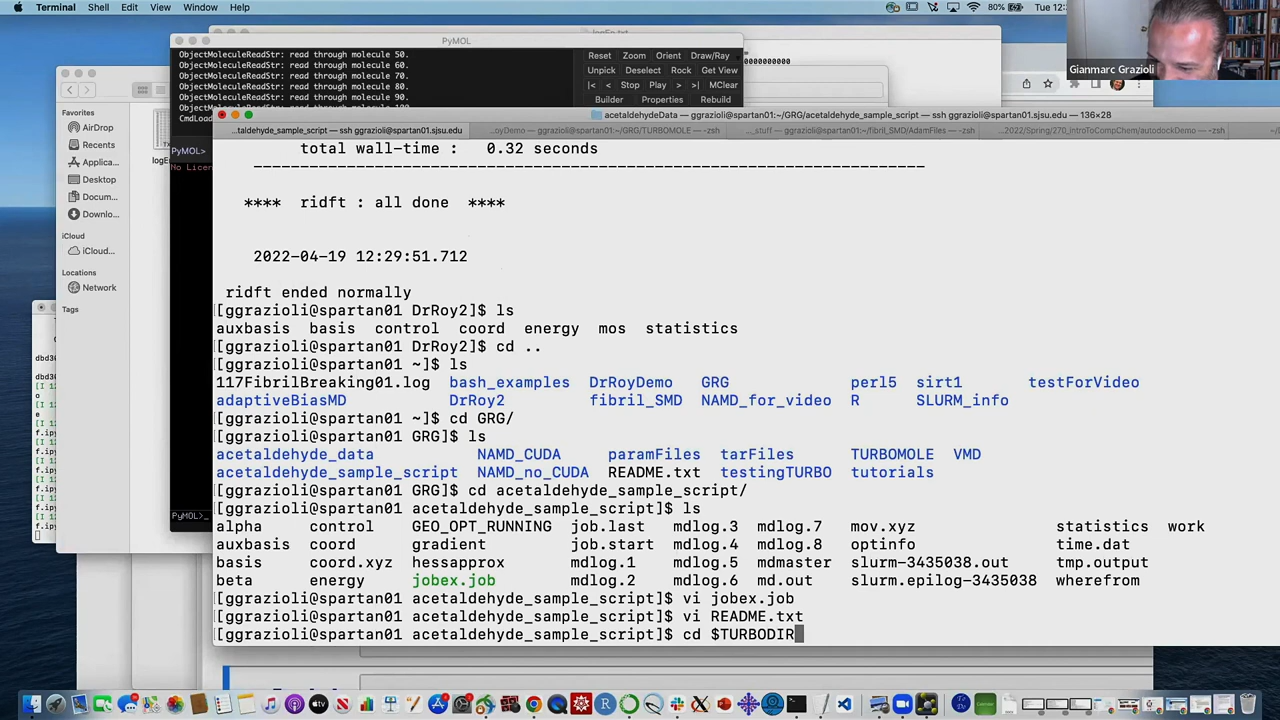 Terminal Shell Edit View Window Help
80%
Gianmarc Grazioli
PyMOL
ObjectMoleculeReadStr: read through molecule 50.
ObjectMoleculeReadStr: read through molecule 60.
ObjectMoleculeReadStr: read through molecule 70.
ObjectMoleculeReadStr: read through molecule 80.
ObjectMoleculeReadStr: read through molecule 90.
Reset Zoom Orient Draw/Ray
Unpick Deselect Rock Get View
|< < Stop Play > >| MClear
Builder Properties Rebuild
PyMOL>
PyMOL>_
Favorites
AirDrop
Recents
Applica...
Desktop
Docum...
Downlo...
iCloud
iCloud...
Locations
Network
Tags
acetaldehydeData — ggrazioli@spartan01:~/GRG/acetaldehyde_sample_script — ssh ggrazioli@spartan01.sjsu.edu — 136×28
...taldehyde_sample_script — ssh ggrazioli@spartan01.sjsu.edu
...oyDemo — ggrazioli@spartan01:~/GRG/TURBOMOLE — -zsh
..._stuff — ggrazioli@spartan01:~/fibril_SMD/AdamFiles — -zsh
...2022/Spring/270_IntroToCompChem/autodockDemo — -zsh
total wall-time : 0.32 seconds
------------------------------------------------------------------------
**** ridft : all done ****
2022-04-19 12:29:51.712
ridft ended normally
[ggrazioli@spartan01 DrRoy2]$ ls
auxbasis basis control coord energy mos statistics
[ggrazioli@spartan01 DrRoy2]$ cd ..
[ggrazioli@spartan01 ~]$ ls
117FibrilBreaking01.log bash_examples DrRoyDemo GRG perl5 sirt1 testForVideo
adaptiveBiasMD DrRoy2 fibril_SMD NAMD_for_video R SLURM_info
[ggrazioli@spartan01 ~]$ cd GRG/
[ggrazioli@spartan01 GRG]$ ls
acetaldehyde_data NAMD_CUDA paramFiles tarFiles TURBOMOLE VMD
acetaldehyde_sample_script NAMD_no_CUDA README.txt testingTURBO tutorials
[ggrazioli@spartan01 GRG]$ cd acetaldehyde_sample_script/
[ggrazioli@spartan01 acetaldehyde_sample_script]$ ls
alpha control GEO_OPT_RUNNING job.last mdlog.3 mdlog.7 mov.xyz statistics work
auxbasis coord gradient job.start mdlog.4 mdlog.8 optinfo time.dat
basis coord.xyz hessapprox mdlog.1 mdlog.5 mdmaster slurm-3435038.out tmp.output
beta energy jobex.job mdlog.2 mdlog.6 md.out slurm.epilog-3435038 wherefrom
[ggrazioli@spartan01 acetaldehyde_sample_script]$ vi jobex.job
[ggrazioli@spartan01 acetaldehyde_sample_script]$ vi README.txt
[ggrazioli@spartan01 acetaldehyde_sample_script]$ cd $TURBODIR